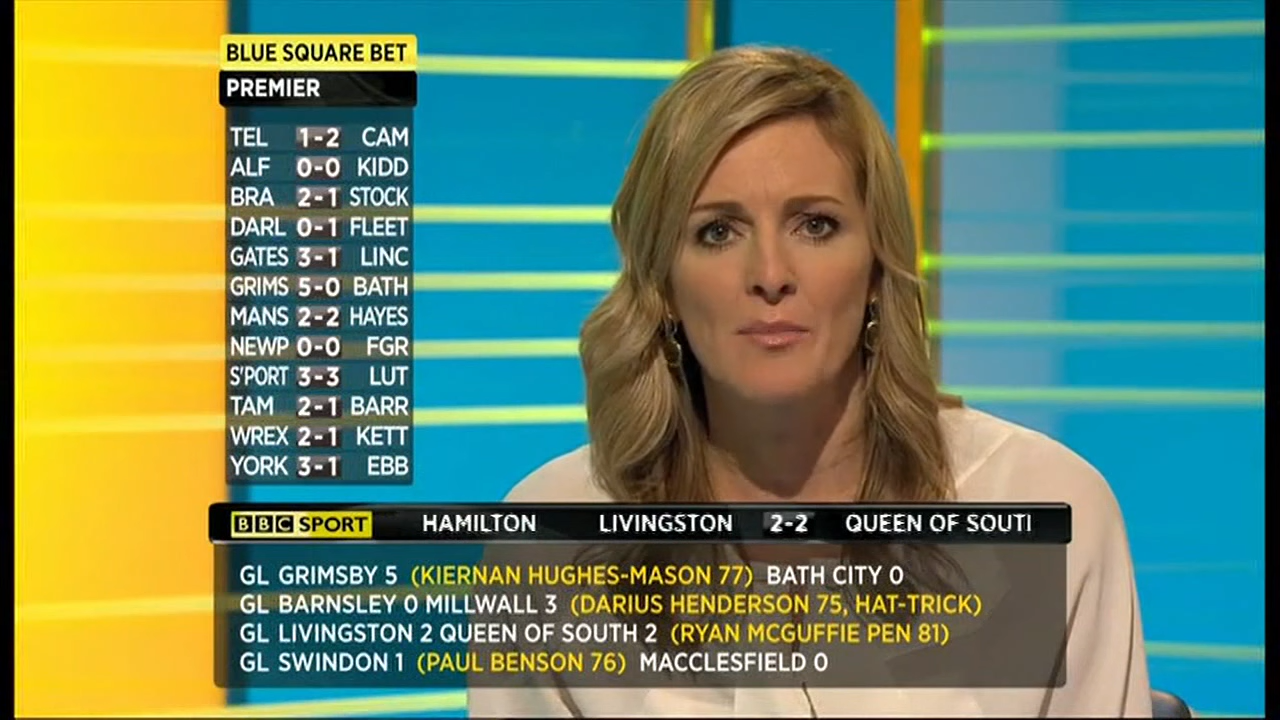 BLUE SQUARE BET
PREMIER
TEL 1-2 CAM
ALF 0-0 KIDD
BRA 2-1 STOCK
DARL 0-1 FLEET
GATES 3-1 LINC
GRIMS 5-0 BATH
MANS 2-2 HAYES
NEWP 0-0 FGR
S'PORT 3-3 LUT
TAM 2-1 BARR
WREX 2-1 KETT
YORK 3-1 EBB
BBC SPORT HAMILTON LIVINGSTON 2-2 QUEEN OF SOUTI
GL GRIMSBY 5 (KIERNAN HUGHES-MASON 77) BATH CITY 0
GL BARNSLEY 0 MILLWALL 3 (DARIUS HENDERSON 75, HAT-TRICK)
GL LIVINGSTON 2 QUEEN OF SOUTH 2 (RYAN MCGUFFIE PEN 81)
GL SWINDON 1 (PAUL BENSON 76) MACCLESFIELD 0